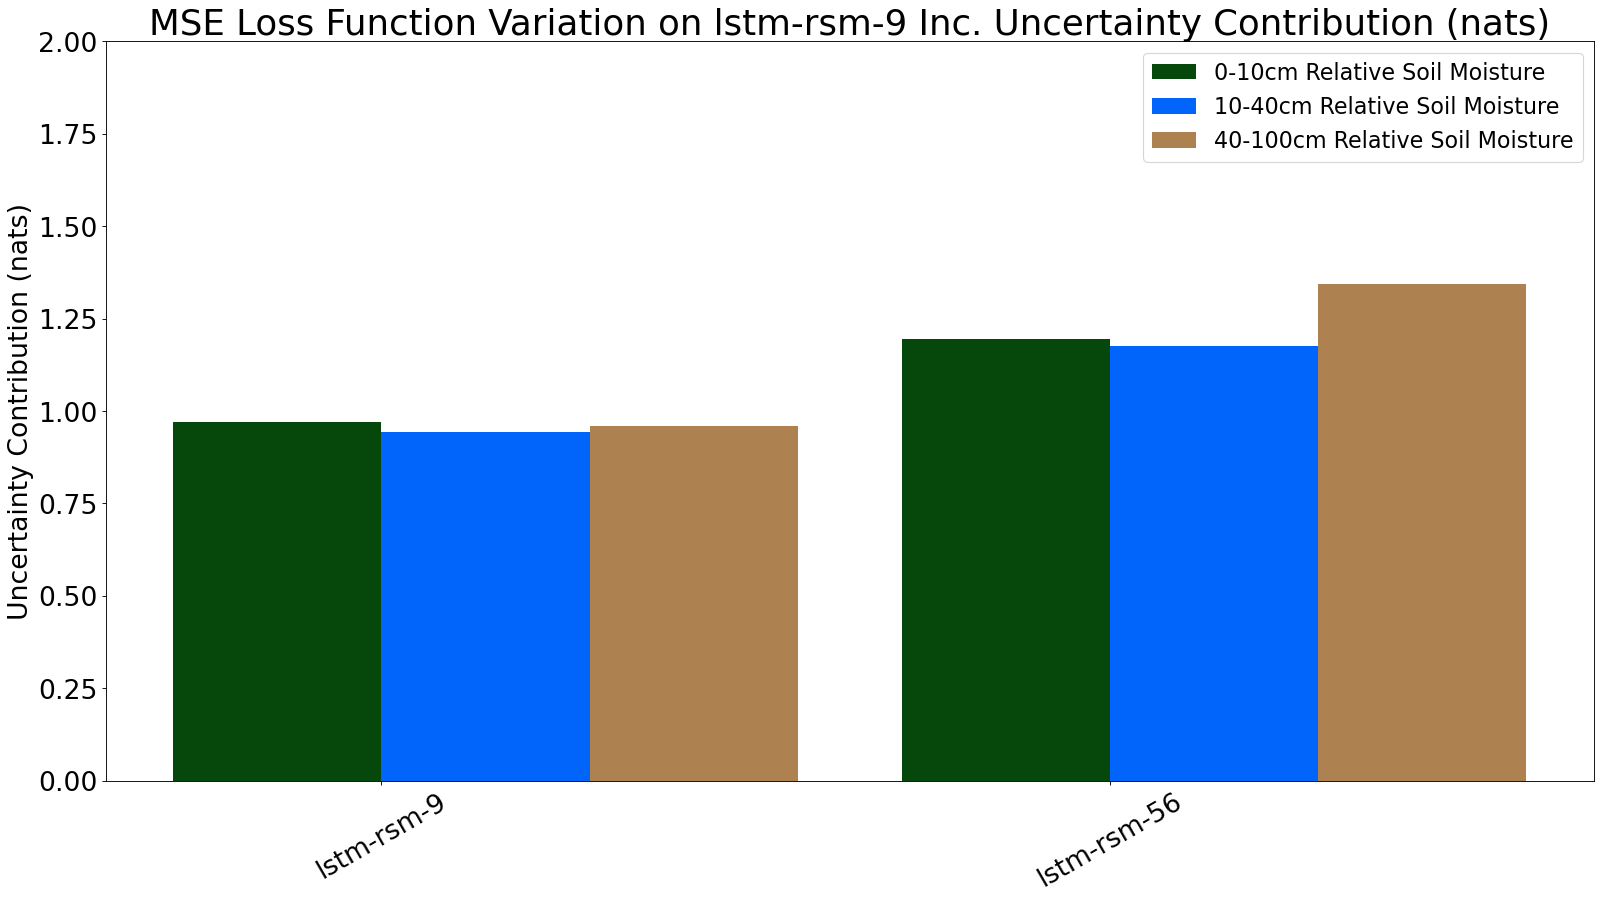 MSE Loss Function Variation on lstm-rsm-9 Inc. Uncertainty Contribution (nats)
Uncertainty Contribution (nats)
2.00
1.75
1.50
1.25
1.00
0.75
0.50
0.25
0.00
0-10cm Relative Soil Moisture
10-40cm Relative Soil Moisture
40-100cm Relative Soil Moisture
lstm-rsm-9
lstm-rsm-56